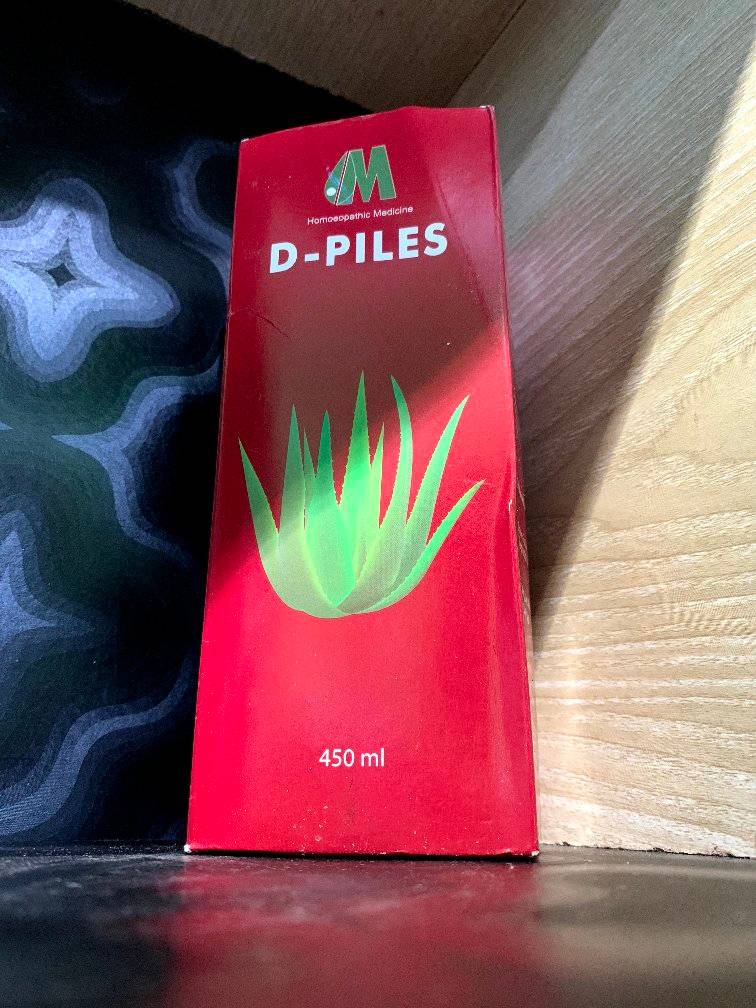 M
Homoeopathic Medicine
D-PILES
450 ml